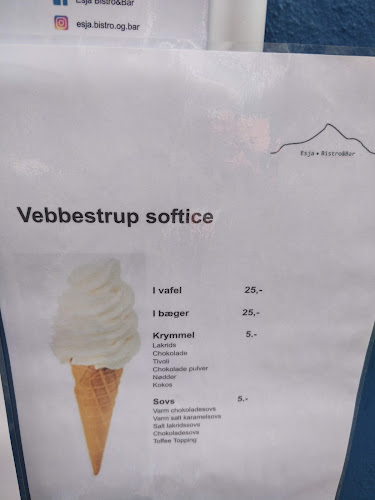 Esja Bistro&Bar
esja.bistro.og.bar
Esja • Bistro&Bar
Vebbestrup softice
I vafel 25,-
I bæger 25,-
Krymmel 5.-
Lakrids
Chokolade
Tivoli
Chokolade pulver
Nødder
Kokos
Sovs 5.-
Varm chokoladesovs
Varm salt karamelsovs
Salt lakridssovs
Chokoladesovs
Toffee Topping